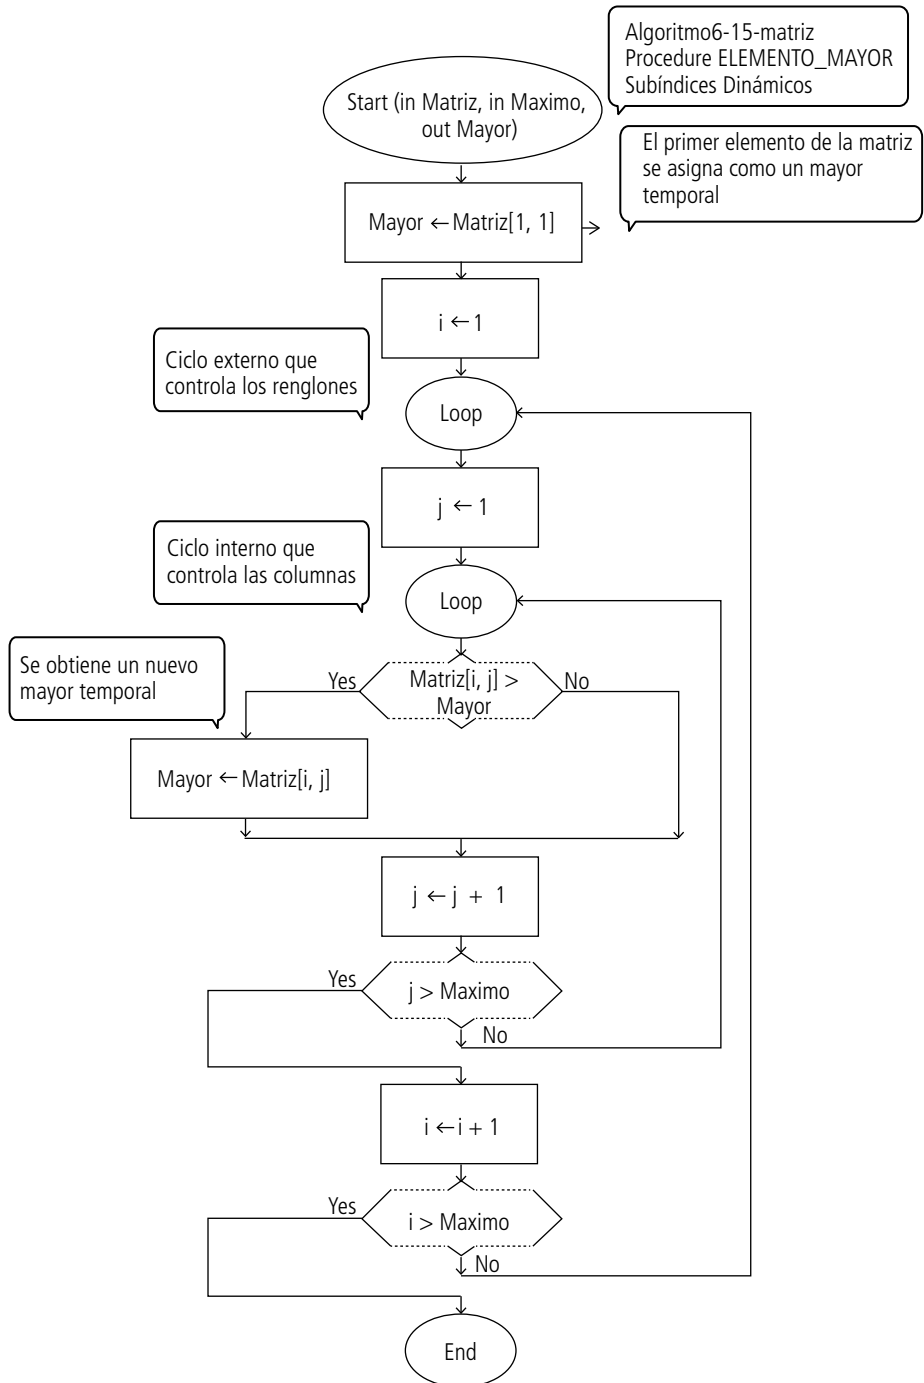 Algoritmo6-15-matriz
Procedure ELEMENTO_MAYOR
Subíndices Dinámicos
Start (in Matriz, in Maximo,
out Mayor)
El primer elemento de la matriz
se asigna como un mayor
temporal
Mayor ← Matriz[1, 1]
i ← 1
Ciclo externo que
controla los renglones
Loop
j ← 1
Ciclo interno que
controla las columnas
Loop
Se obtiene un nuevo
mayor temporal
Yes
Matriz[i, j] >
Mayor
No
Mayor ← Matriz[i, j]
j ← j + 1
Yes
j > Maximo
No
i ← i + 1
Yes
i > Maximo
No
End